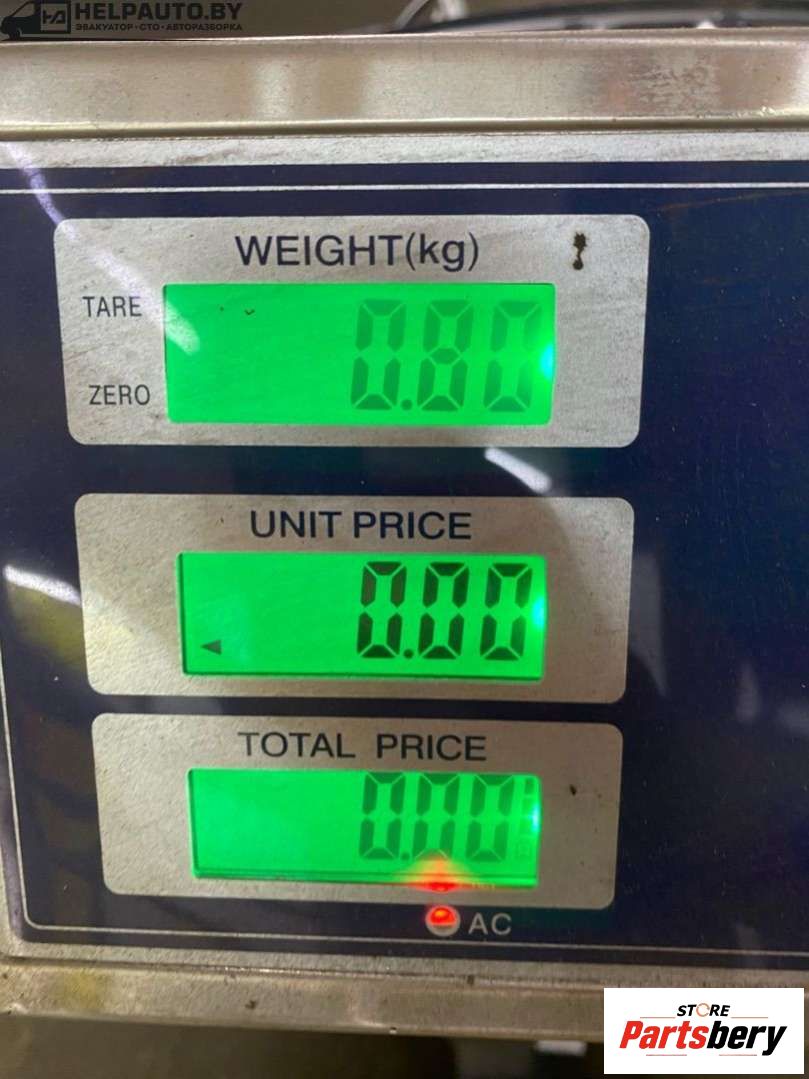 HELPAUTO.BY
ЭВАКУАТОР • СТО • АВТОРАЗБОРКА
WEIGHT(kg)
TARE
0.80
ZERO
UNIT PRICE
0.00
TOTAL PRICE
0.00
AC
STORE
Partsbery